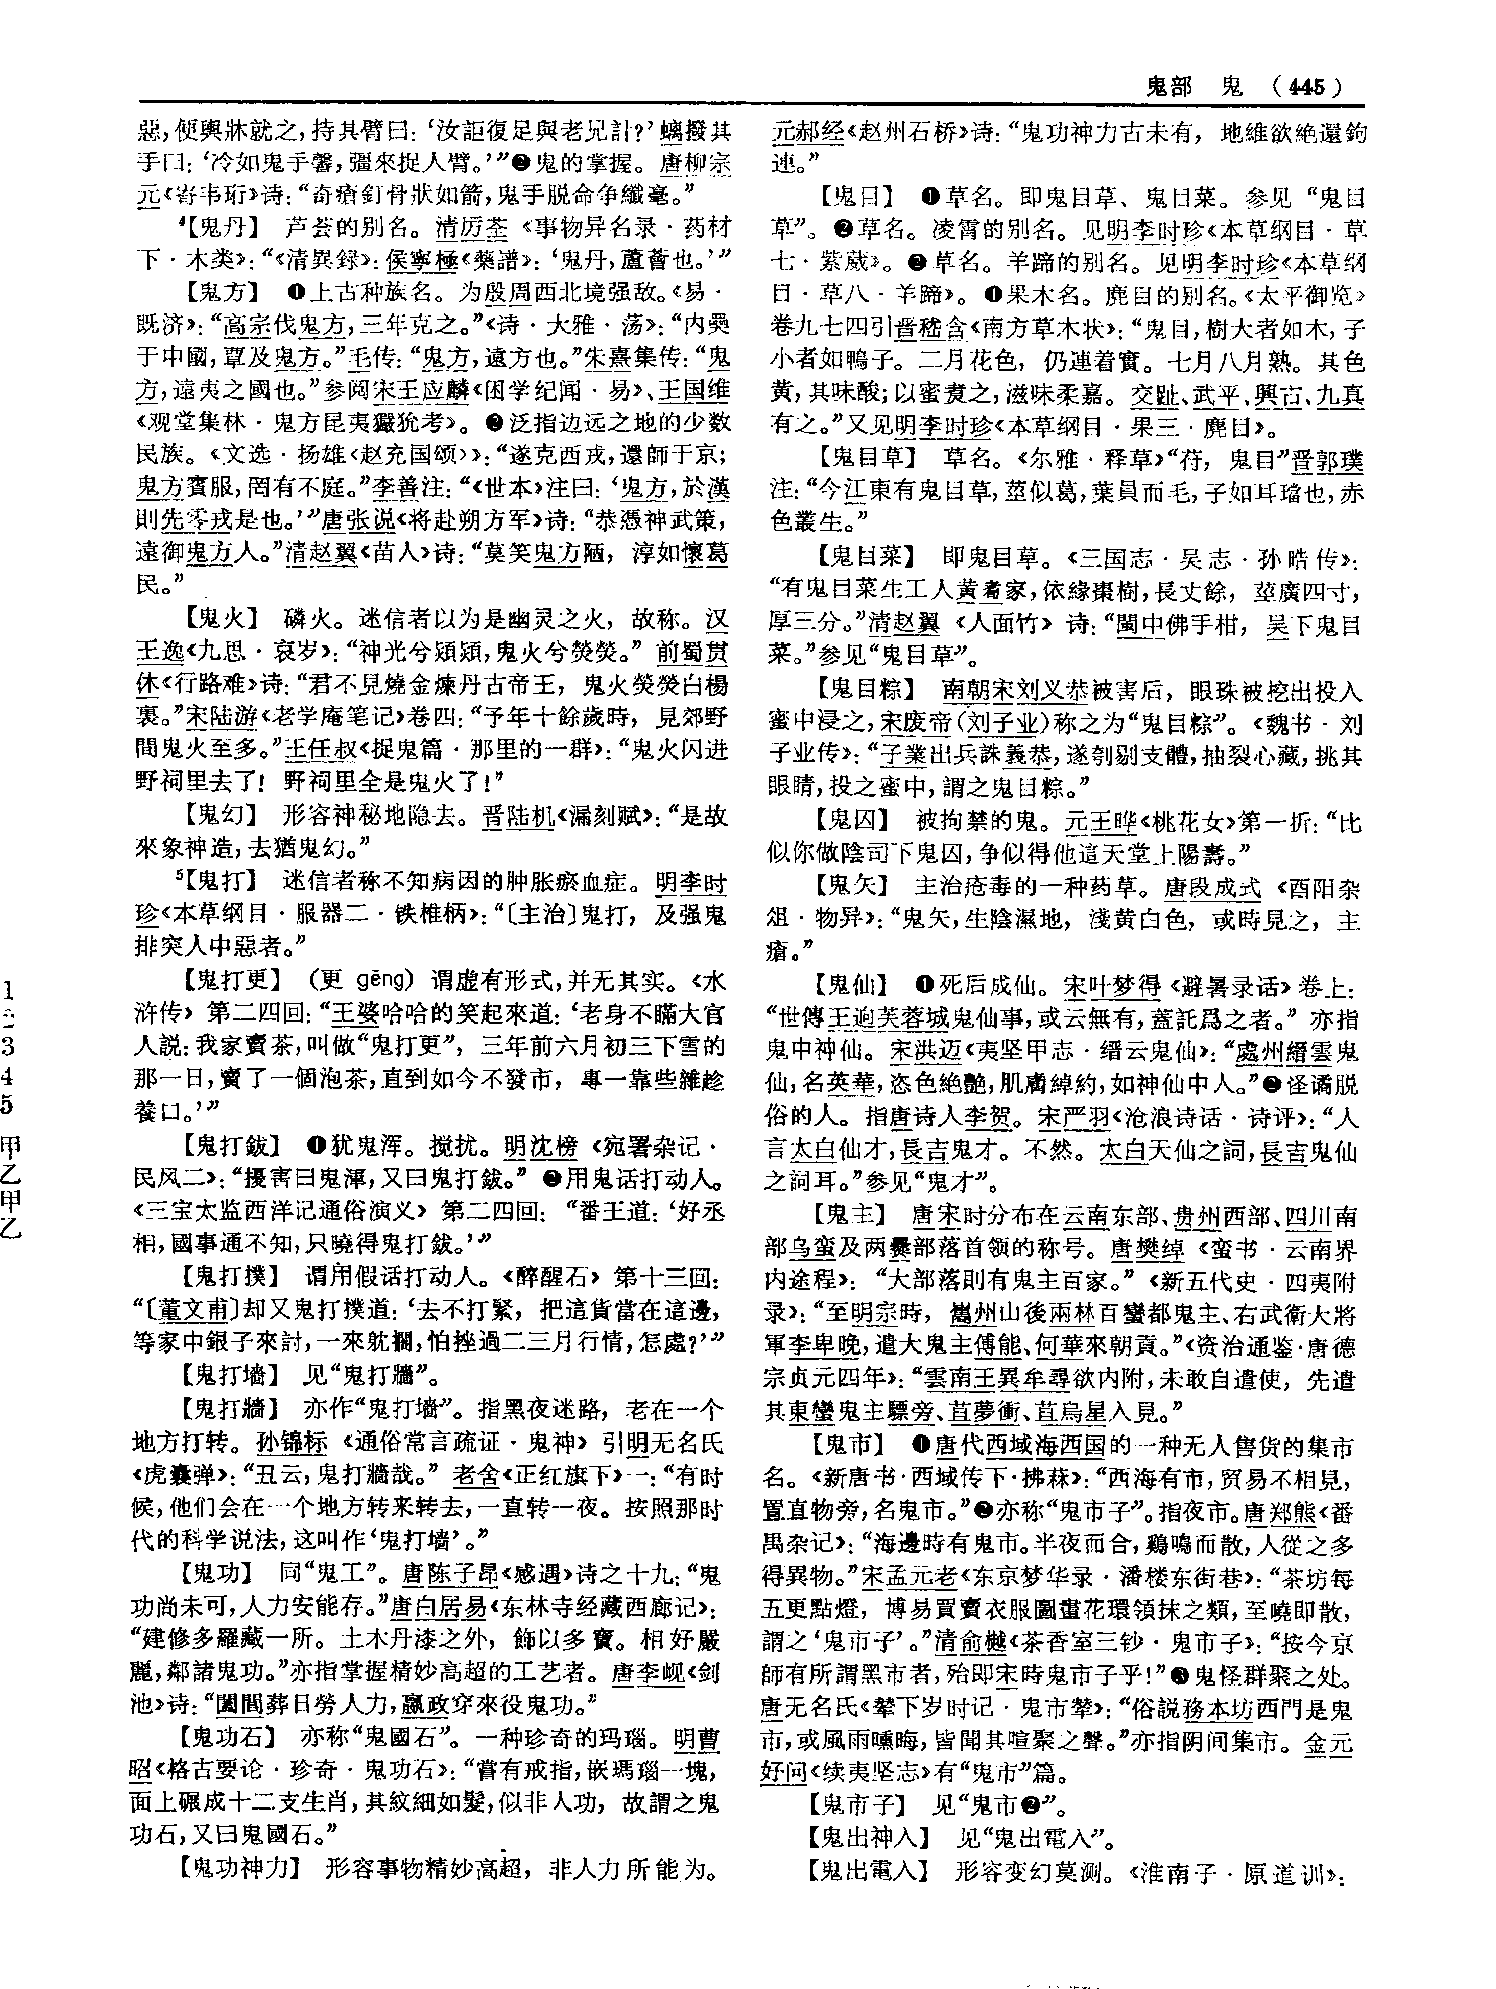 鬼部 鬼 (445)
惡,便輿牀就之,持其臂曰:‘汝詎復足與老兄計?’螭撥其
手曰:‘冷如鬼手馨,彊來捉人臂。’”❷鬼的掌握。唐柳宗
元《寄韦珩》诗:“奇瘡釘骨狀如箭,鬼手脱命争纖毫。”
⁴【鬼丹】 芦荟的别名。清厉荃《事物异名录·药材
下·木类》:“《清異録》:侯寧極《藥譜》:‘鬼丹,蘆薈也。’”
【鬼方】 ❶上古种族名。为殷周西北境强敌。《易·
既济》:“高宗伐鬼方,三年克之。”《诗·大雅·荡》:“内奰
于中國,覃及鬼方。”毛传:“鬼方,遠方也。”朱熹集传:“鬼
方,遠夷之國也。”参阅宋王应麟《困学纪闻·易》、王国维
《观堂集林·鬼方昆夷玁狁考》。❷泛指边远之地的少数
民族。《文选·扬雄〈赵充国颂〉》:“遂克西戎,還師于京;
鬼方賓服,罔有不庭。”李善注:“《世本》注曰:‘鬼方,於漢
則先零戎是也。’”唐张说《将赴朔方军》诗:“恭憑神武策,
遠御鬼方人。”清赵翼《苗人》诗:“莫笑鬼方陋,淳如懷葛
民。”
【鬼火】 磷火。迷信者以为是幽灵之火,故称。汉
王逸《九思·哀岁》:“神光兮熲熲,鬼火兮熒熒。”前蜀贯
休《行路难》诗:“君不見燒金煉丹古帝王,鬼火熒熒白楊
裏。”宋陆游《老学庵笔记》卷四:“予年十餘歲時,見郊野
間鬼火至多。”王任叔《捉鬼篇·那里的一群》:“鬼火闪进
野祠里去了!野祠里全是鬼火了!”
【鬼幻】 形容神秘地隐去。晋陆机《漏刻赋》:“是故
來象神造,去猶鬼幻。”
⁵【鬼打】 迷信者称不知病因的肿胀瘀血症。明李时
珍《本草纲目·服器二·铁椎柄》:“〔主治〕鬼打,及强鬼
排突人中惡者。”
【鬼打更】 (更 gēng) 谓虚有形式,并无其实。《水
浒传》第二四回:“王婆哈哈的笑起來道:‘老身不瞞大官
人説:我家賣茶,叫做“鬼打更”,三年前六月初三下雪的
那一日,賣了一個泡茶,直到如今不發市,專一靠些雜趁
養口。’”
【鬼打鈸】 ❶犹鬼浑。搅扰。明沈榜《宛署杂记·
民风二》:“擾害曰鬼渾,又曰鬼打鈸。”❷用鬼话打动人。
《三宝太监西洋记通俗演义》第二四回:“番王道:‘好丞
相,國事通不知,只曉得鬼打鈸。’”
【鬼打撲】 谓用假话打动人。《醉醒石》第十三回:
“〔董文甫〕却又鬼打撲道:‘去不打緊,把這貨當在這邊,
等家中銀子來討,一來躭擱,怕挫過二三月行情,怎處?’”
【鬼打墙】 见“鬼打牆”。
【鬼打牆】 亦作“鬼打墙”。指黑夜迷路,老在一个
地方打转。孙锦标《通俗常言疏证·鬼神》引明无名氏
《虎囊弹》:“丑云,鬼打牆哉。”老舍《正红旗下》一:“有时
候,他们会在一个地方转来转去,一直转一夜。按照那时
代的科学说法,这叫作‘鬼打墙’。”
【鬼功】 同“鬼工”。唐陈子昂《感遇》诗之十九:“鬼
功尚未可,人力安能存。”唐白居易《东林寺经藏西廊记》:
“建修多羅藏一所。土木丹漆之外,飾以多寶。相好嚴
麗,鄰諸鬼功。”亦指掌握精妙高超的工艺者。唐李岘《剑
池》诗:“闔閭葬日勞人力,嬴政穿來役鬼功。”
【鬼功石】 亦称“鬼國石”。一种珍奇的玛瑙。明曹
昭《格古要论·珍奇·鬼功石》:“嘗有戒指,嵌瑪瑙一塊,
面上碾成十二支生肖,其紋細如髮,似非人功,故謂之鬼
功石,又曰鬼國石。”
【鬼功神力】 形容事物精妙高超,非人力所能为。
元郝经《赵州石桥》诗:“鬼功神力古未有,地維欲絶還鉤
連。”
【鬼目】 ❶草名。即鬼目草、鬼目菜。参见“鬼目
草”。❷草名。凌霄的别名。见明李时珍《本草纲目·草
七·紫葳》。❸草名。羊蹄的别名。见明李时珍《本草纲
目·草八·羊蹄》。❹果木名。麂目的别名。《太平御览》
卷九七四引晋嵇含《南方草木状》:“鬼目,樹大者如木,子
小者如鴨子。二月花色,仍連着實。七月八月熟。其色
黄,其味酸;以蜜煮之,滋味柔嘉。交趾、武平、興古、九真
有之。”又见明李时珍《本草纲目·果三·麂目》。
【鬼目草】 草名。《尔雅·释草》“苻,鬼目”晋郭璞
注:“今江東有鬼目草,莖似葛,葉員而毛,子如耳璫也,赤
色叢生。”
【鬼目菜】 即鬼目草。《三国志·吴志·孙皓传》:
“有鬼目菜生工人黄耈家,依緣棗樹,長丈餘,莖廣四寸,
厚三分。”清赵翼《人面竹》诗:“閩中佛手柑,吴下鬼目
菜。”参见“鬼目草”。
【鬼目粽】 南朝宋刘义恭被害后,眼珠被挖出投入
蜜中浸之,宋废帝(刘子业)称之为“鬼目粽”。《魏书·刘
子业传》:“子業出兵誅義恭,遂刳剔支體,抽裂心藏,挑其
眼睛,投之蜜中,謂之鬼目粽。”
【鬼囚】 被拘禁的鬼。元王晔《桃花女》第一折:“比
似你做陰司下鬼囚,争似得他這天堂上陽壽。”
【鬼矢】 主治疮毒的一种药草。唐段成式《酉阳杂
俎·物异》:“鬼矢,生陰濕地,淺黄白色,或時見之,主
瘡。”
【鬼仙】 ❶死后成仙。宋叶梦得《避暑录话》卷上:
“世傳王迥芙蓉城鬼仙事,或云無有,蓋託爲之者。”亦指
鬼中神仙。宋洪迈《夷坚甲志·缙云鬼仙》:“處州縉雲鬼
仙,名英華,恣色絶艷,肌膚綽約,如神仙中人。”❷怪谲脱
俗的人。指唐诗人李贺。宋严羽《沧浪诗话·诗评》:“人
言太白仙才,長吉鬼才。不然。太白天仙之詞,長吉鬼仙
之詞耳。”参见“鬼才”。
【鬼主】 唐宋时分布在云南东部、贵州西部、四川南
部乌蛮及两爨部落首领的称号。唐樊绰《蛮书·云南界
内途程》:“大部落則有鬼主百家。”《新五代史·四夷附
录》:“至明宗時,巂州山後兩林百蠻都鬼主、右武衛大將
軍李卑晚,遣大鬼主傅能、何華來朝貢。”《资治通鉴·唐德
宗贞元四年》:“雲南王異牟尋欲内附,未敢自遣使,先遣
其東蠻鬼主驃旁、苴夢衝、苴烏星入見。”
【鬼市】 ❶唐代西域海西国的一种无人售货的集市
名。《新唐书·西域传下·拂菻》:“西海有市,贸易不相見,
置直物旁,名鬼市。”❷亦称“鬼市子”。指夜市。唐郑熊《番
禺杂记》:“海邊時有鬼市。半夜而合,鷄鳴而散,人從之多
得異物。”宋孟元老《东京梦华录·潘楼东街巷》:“茶坊每
五更點燈,博易買賣衣服圖畫花環領抹之類,至曉即散,
謂之‘鬼市子’。”清俞樾《茶香室三钞·鬼市子》:“按今京
師有所謂黑市者,殆即宋時鬼市子乎!”❸鬼怪群聚之处。
唐无名氏《辇下岁时记·鬼市辇》:“俗説務本坊西門是鬼
市,或風雨曛晦,皆聞其喧聚之聲。”亦指阴间集市。金元
好问《续夷坚志》有“鬼市”篇。
【鬼市子】 见“鬼市❷”。
【鬼出神入】 见“鬼出電入”。
【鬼出電入】 形容变幻莫测。《淮南子·原道训》:
1
2
3
4
5
甲
乙
甲
乙